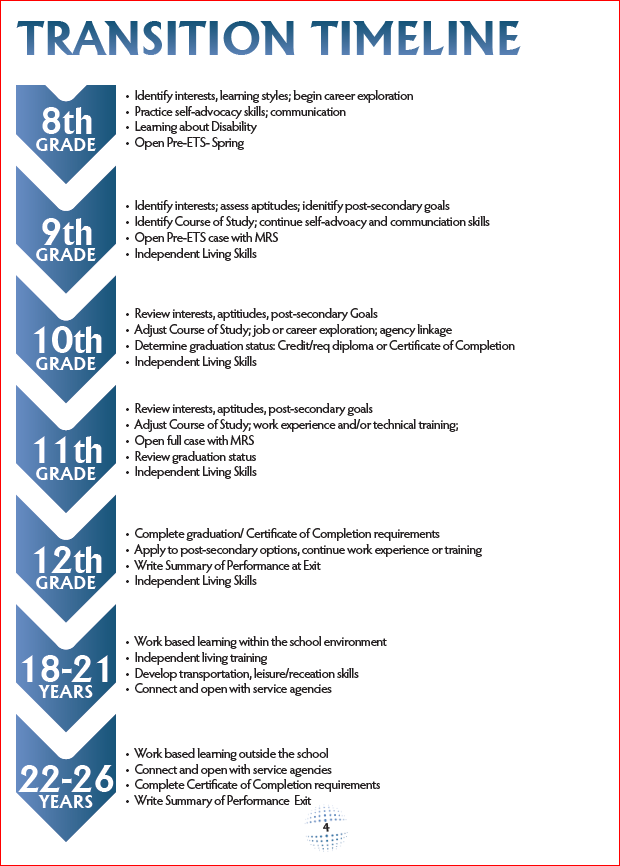 TRANSITION TIMELINE
8th
GRADE
• Identify interests, learning styles; begin career exploration
• Practice self-advocacy skills; communication
• Learning about Disability
• Open Pre-ETS- Spring
9th
GRADE
• Identify interests; assess aptitudes; idenitify post-secondary goals
• Identify Course of Study; continue self-advoacy and communciation skills
• Open Pre-ETS case with MRS
• Independent Living Skills
10th
GRADE
• Review interests, aptitiudes, post-secondary Goals
• Adjust Course of Study; job or career exploration; agency linkage
• Determine graduation status: Credit/req diploma or Certificate of Completion
• Independent Living Skills
11th
GRADE
• Review interests, aptitudes, post-secondary goals
• Adjust Course of Study; work experience and/or technical training;
• Open full case with MRS
• Review graduation status
• Independent Living Skills
12th
GRADE
• Complete graduation/ Certificate of Completion requirements
• Apply to post-secondary options, continue work experience or training
• Write Summary of Performance at Exit
• Independent Living Skills
18-21
YEARS
• Work based learning within the school environment
• Independent living training
• Develop transportation, leisure/receation skills
• Connect and open with service agencies
22-26
YEARS
• Work based learning outside the school
• Connect and open with service agencies
• Complete Certificate of Completion requirements
• Write Summary of Performance  Exit
4